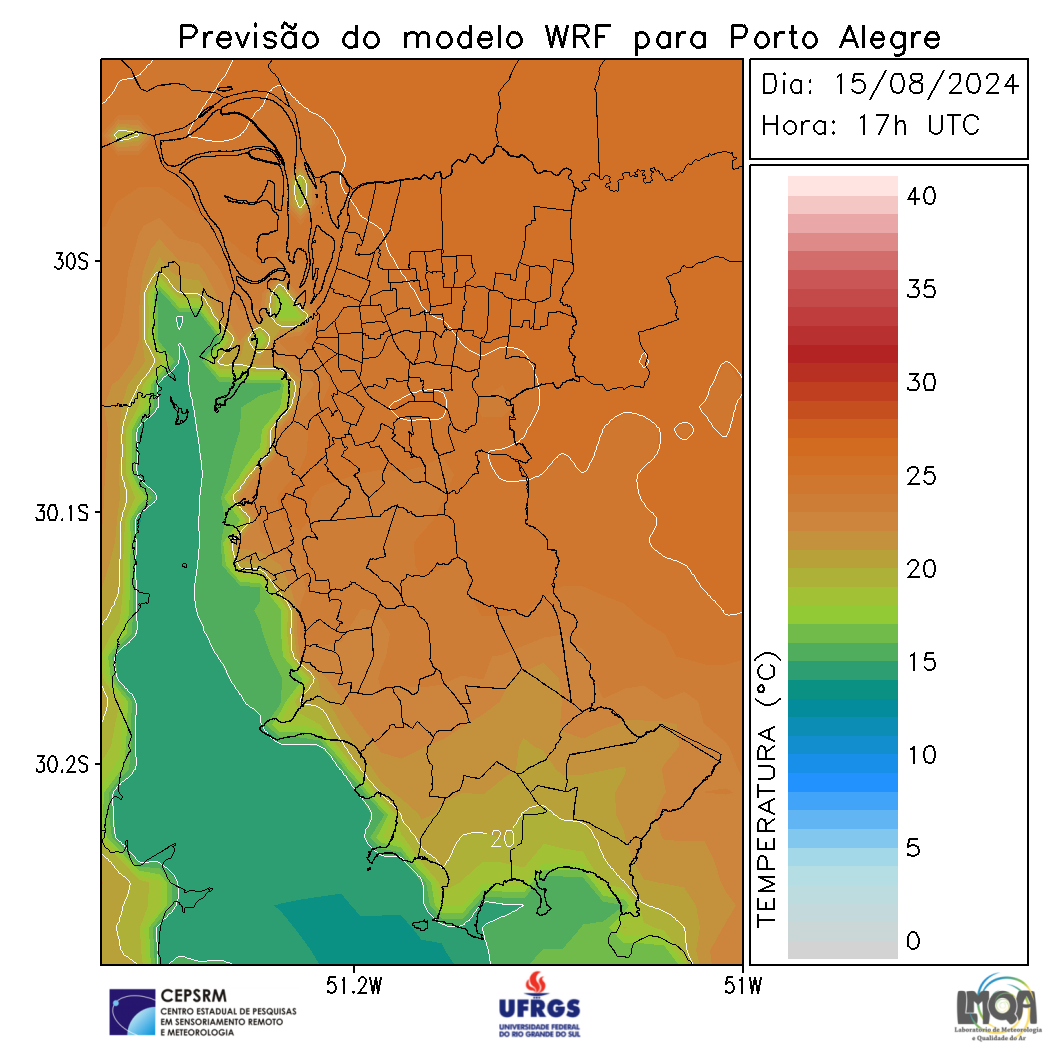 Previsão do modelo WRF para Porto Alegre
Dia: 15/08/2024
Hora: 17h UTC
40
35
30
25
20
15
10
5
0
TEMPERATURA (°C)
30S
30.1S
30.2S
20
51.2W
51W
CEPSRM
CENTRO ESTADUAL DE PESQUISAS
EM SENSORIAMENTO REMOTO
E METEOROLOGIA
UFRGS
UNIVERSIDADE FEDERAL
DO RIO GRANDE DO SUL
LMQA
Laboratório de Meteorologia
e Qualidade do Ar